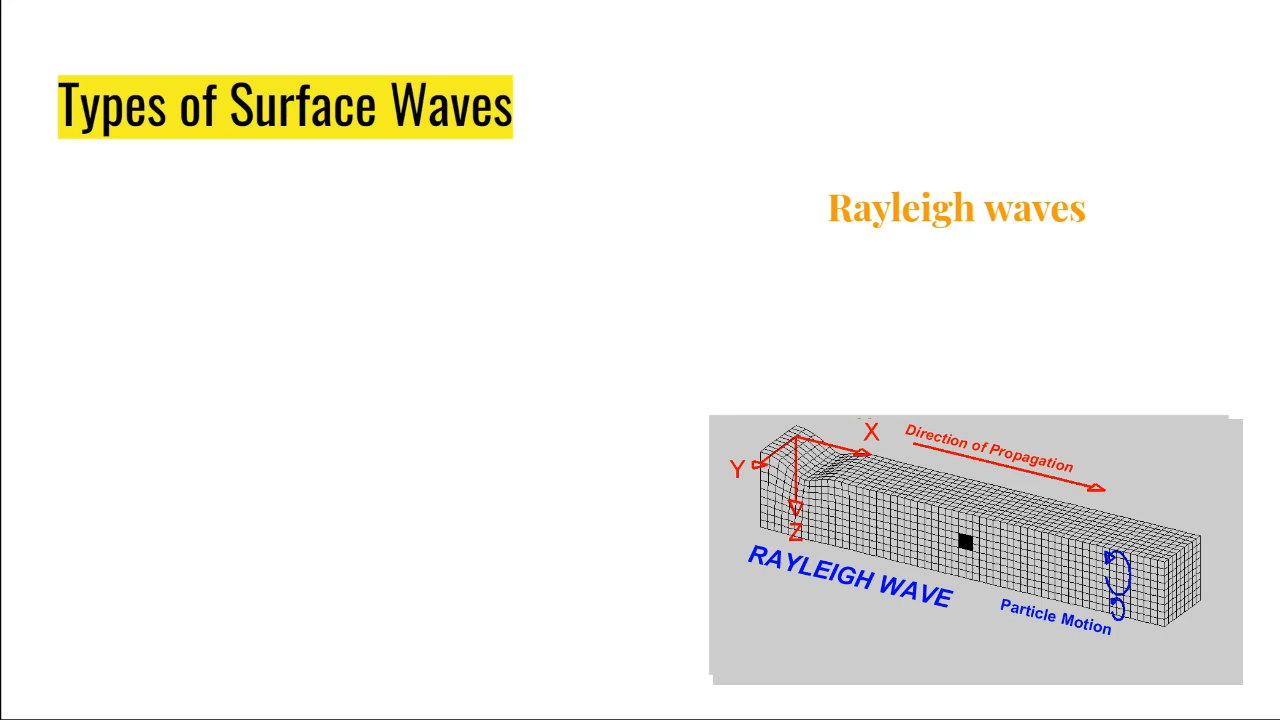 Types of Surface Waves
Rayleigh waves
X
Direction of Propagation
Y
Z
RAYLEIGH WAVE
Particle Motion